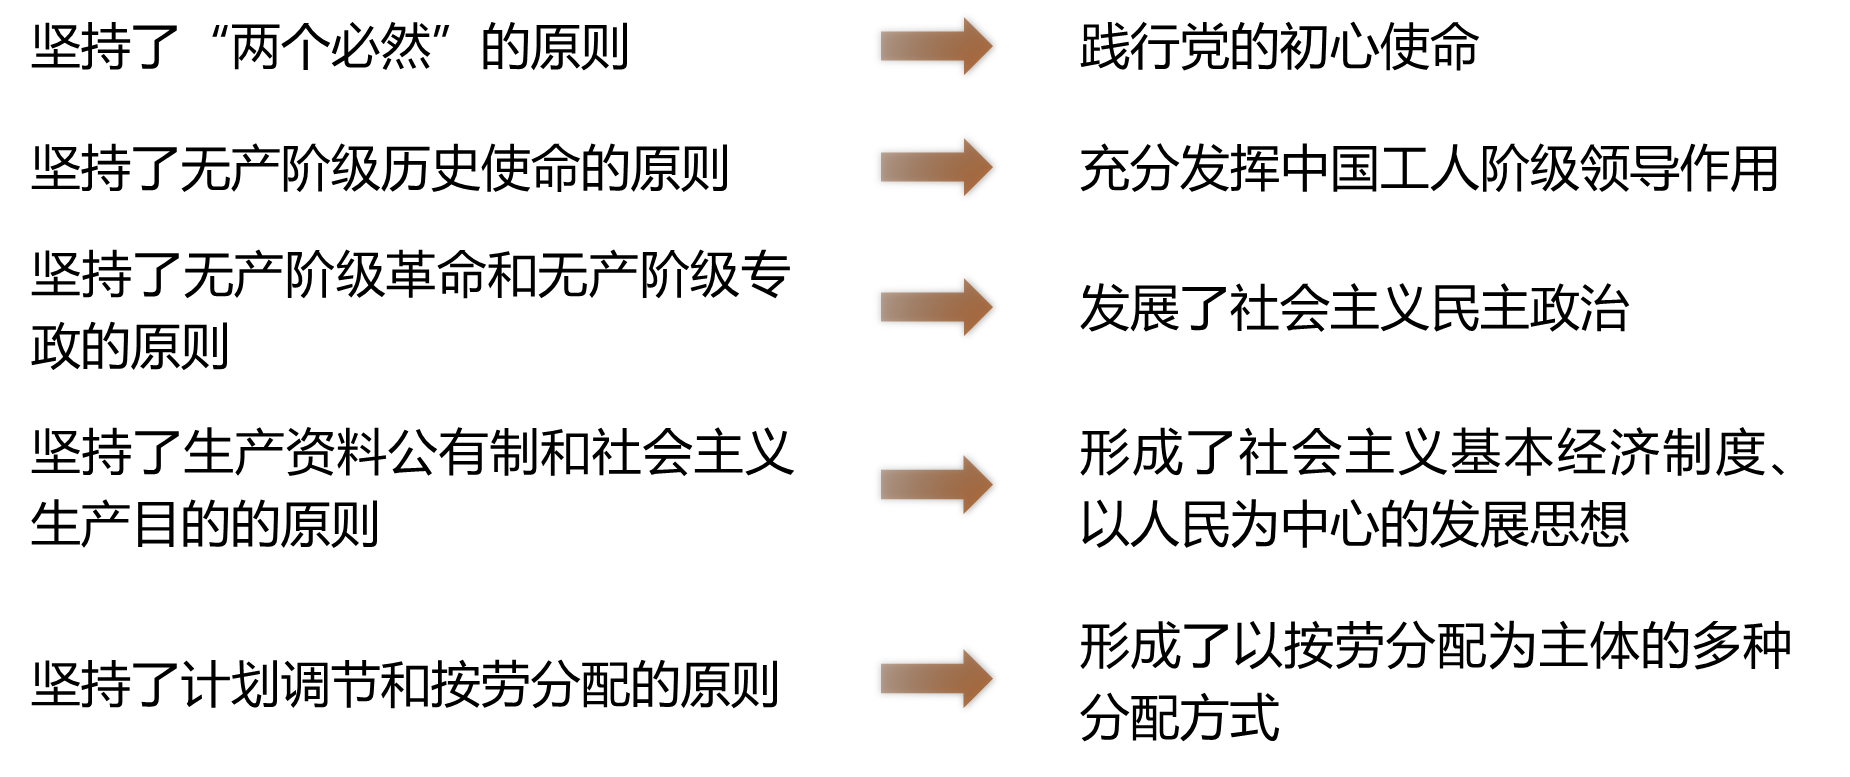 坚持了“两个必然”的原则
践行党的初心使命
坚持了无产阶级历史使命的原则
充分发挥中国工人阶级领导作用
坚持了无产阶级革命和无产阶级专
政的原则
发展了社会主义民主政治
坚持了生产资料公有制和社会主义
生产目的的原则
形成了社会主义基本经济制度、
以人民为中心的发展思想
坚持了计划调节和按劳分配的原则
形成了以按劳分配为主体的多种
分配方式